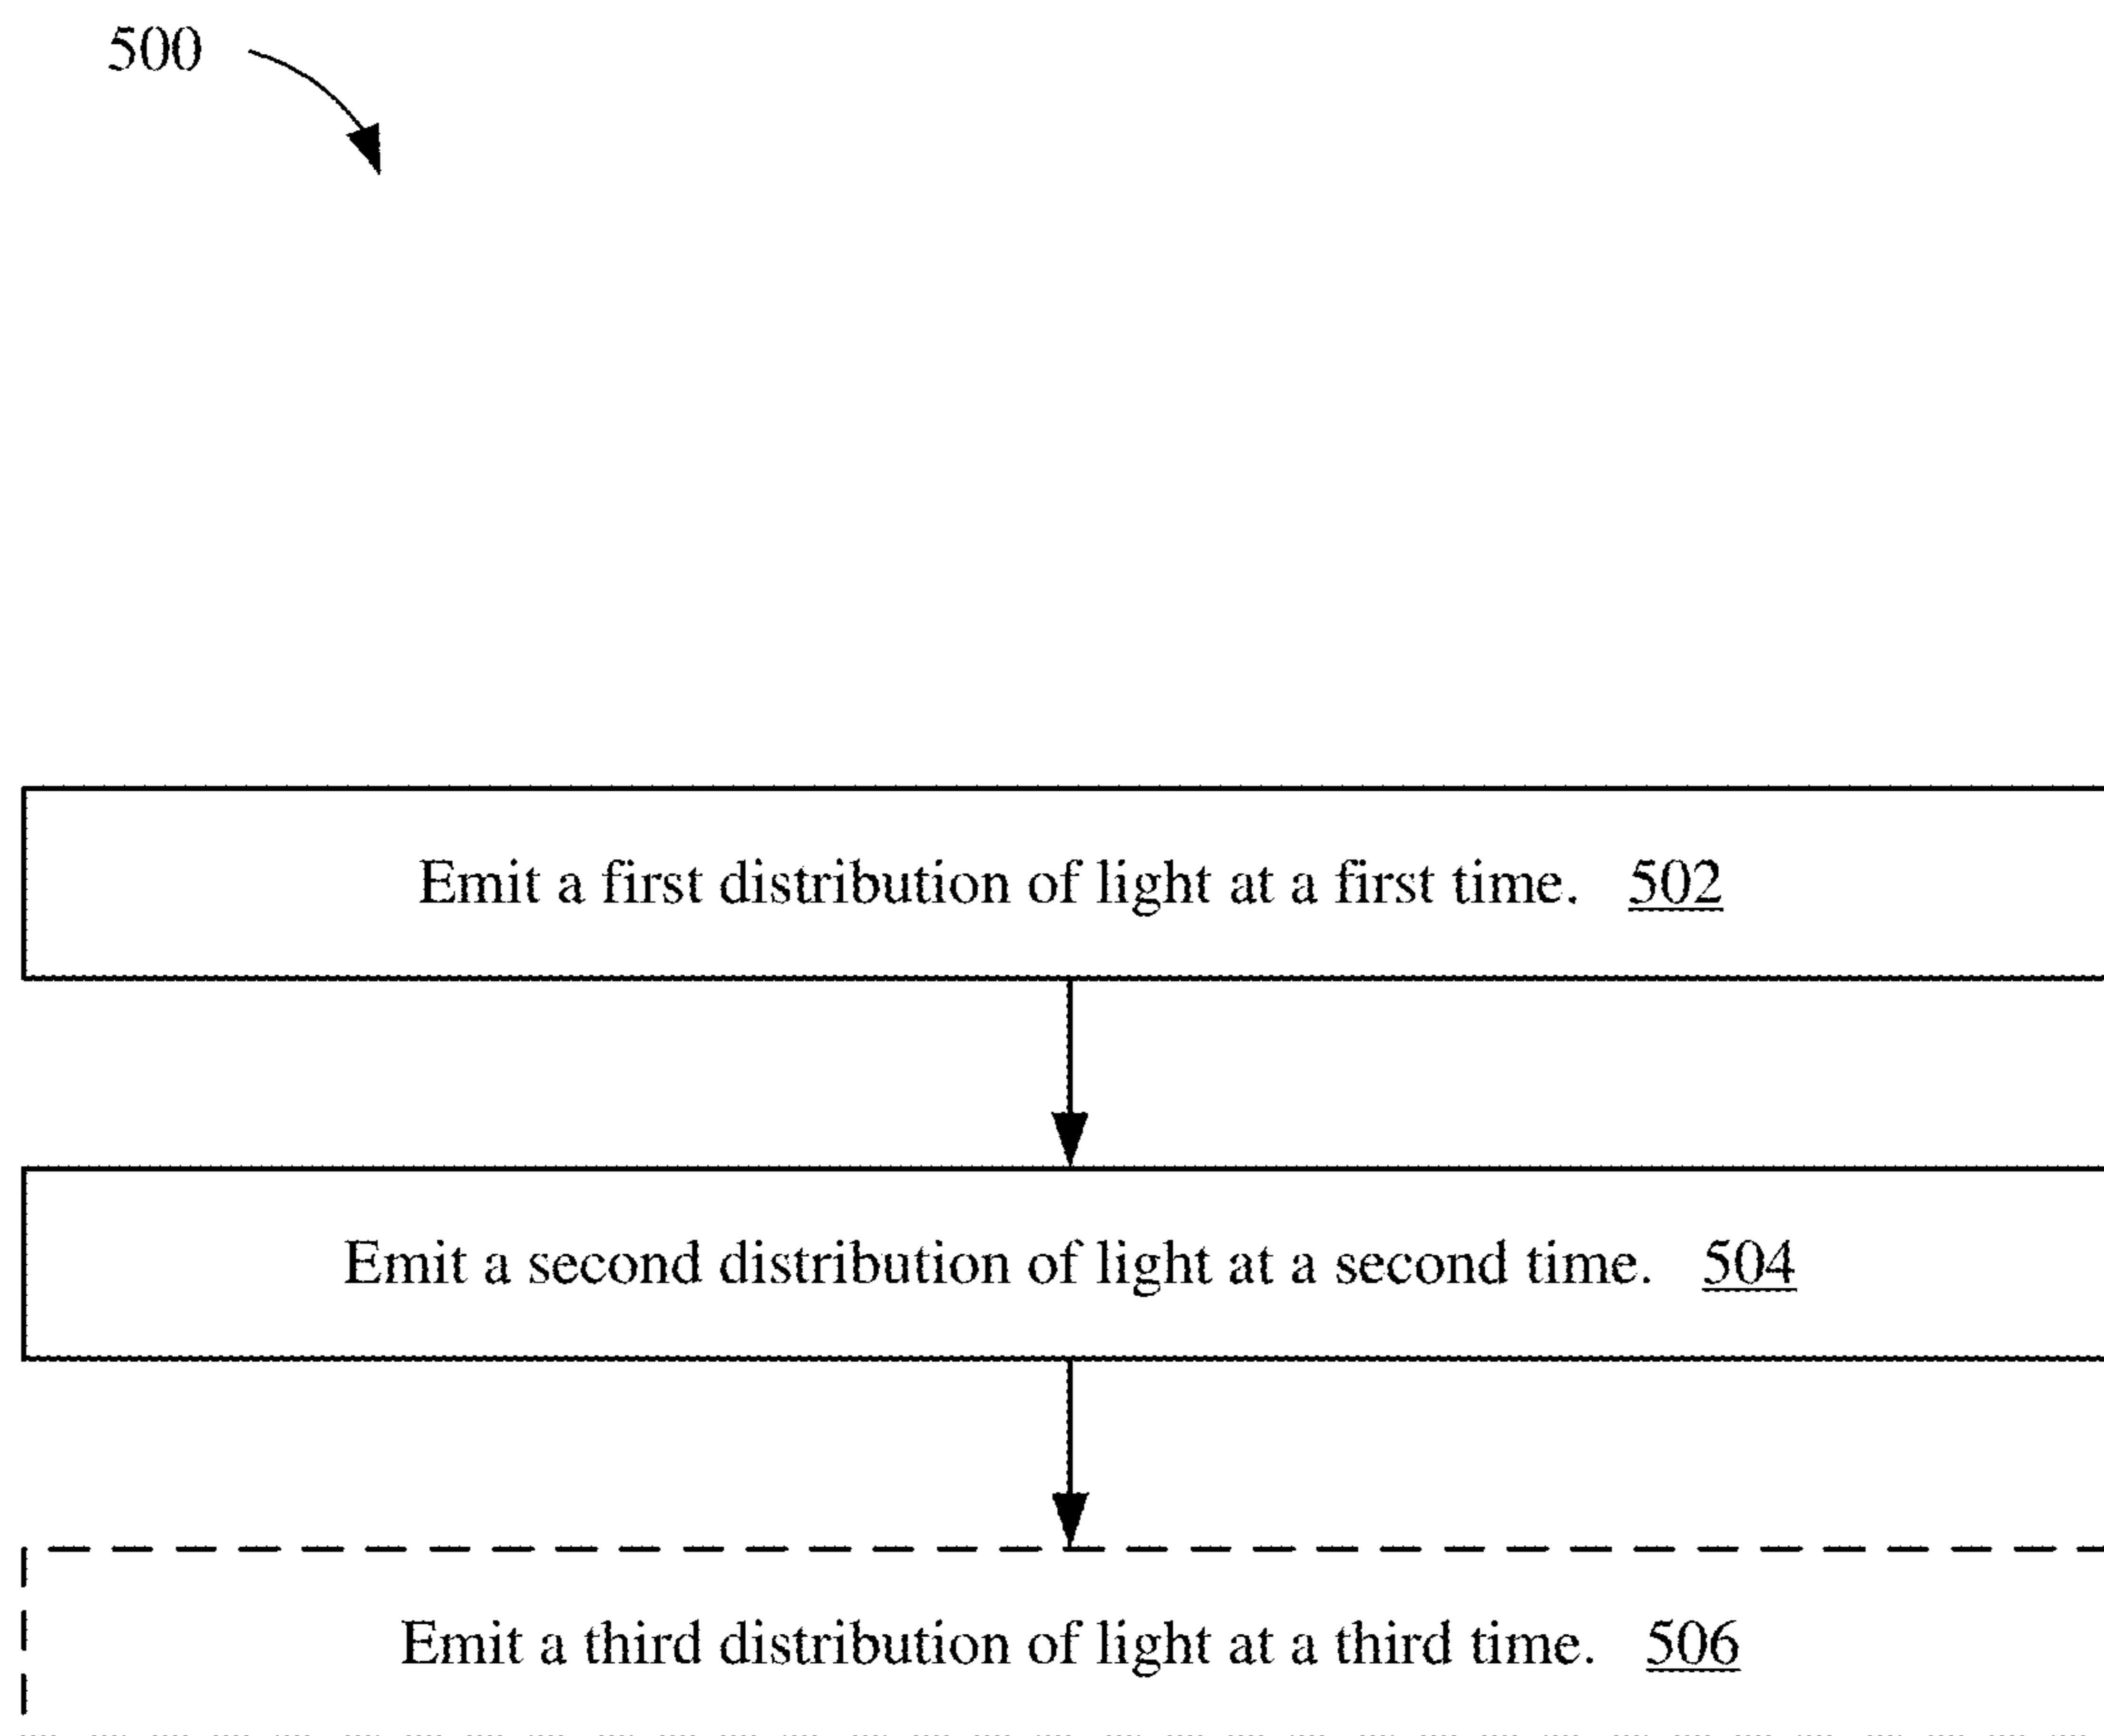 500
Emit a first distribution of light at a first time. 502
Emit a second distribution of light at a second time. 504
Emit a third distribution of light at a third time. 506